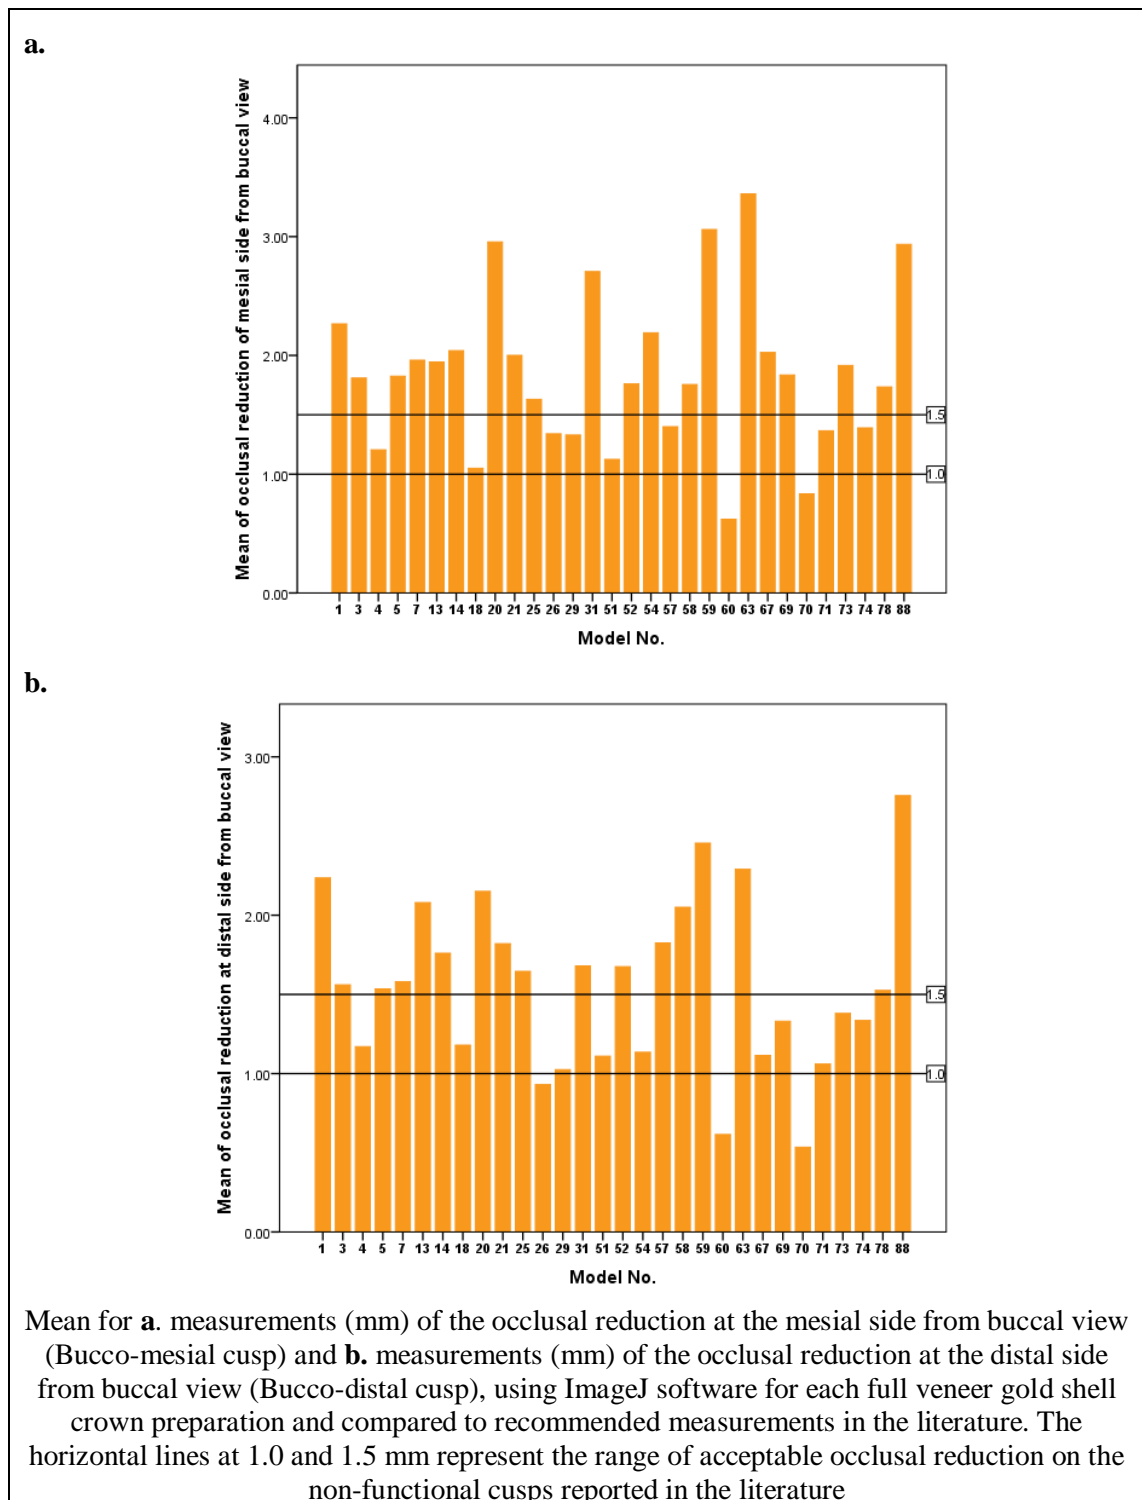 a.
Mean of occlusal reduction of mesial side from buccal view
4.00
3.00
2.00
1.00
0.00
1.5
1.0
1 3 4 5 7 13 14 18 20 21 25 26 29 31 51 52 54 57 58 59 60 63 67 69 70 71 73 74 78 88
Model No.
b.
Mean of occlusal reduction at distal side from buccal view
3.00
2.00
1.00
0.00
1.5
1.0
1 3 4 5 7 13 14 18 20 21 25 26 29 31 51 52 54 57 58 59 60 63 67 69 70 71 73 74 78 88
Model No.
Mean for a. measurements (mm) of the occlusal reduction at the mesial side from buccal view
(Bucco-mesial cusp) and b. measurements (mm) of the occlusal reduction at the distal side
from buccal view (Bucco-distal cusp), using ImageJ software for each full veneer gold shell
crown preparation and compared to recommended measurements in the literature. The
horizontal lines at 1.0 and 1.5 mm represent the range of acceptable occlusal reduction on the
non-functional cusps reported in the literature